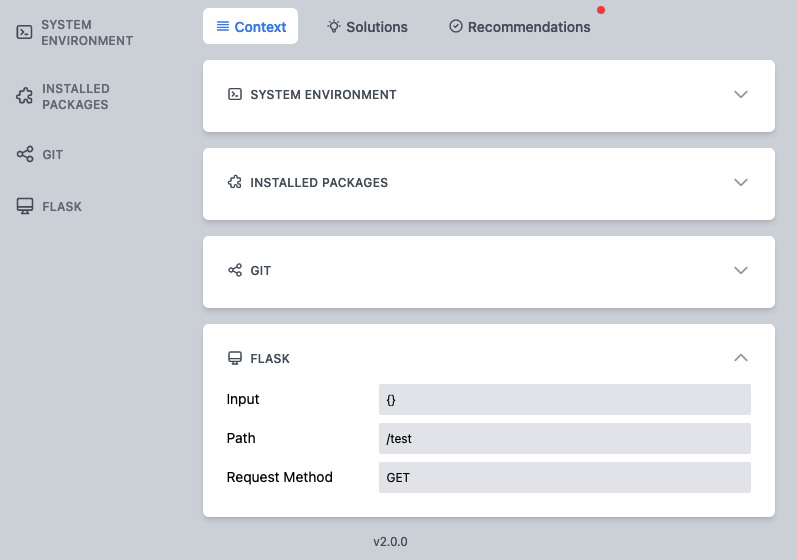 SYSTEM
ENVIRONMENT
INSTALLED
PACKAGES
GIT
FLASK
Context Solutions Recommendations
SYSTEM ENVIRONMENT
INSTALLED PACKAGES
GIT
FLASK
Input {}
Path /test
Request Method GET
v2.0.0